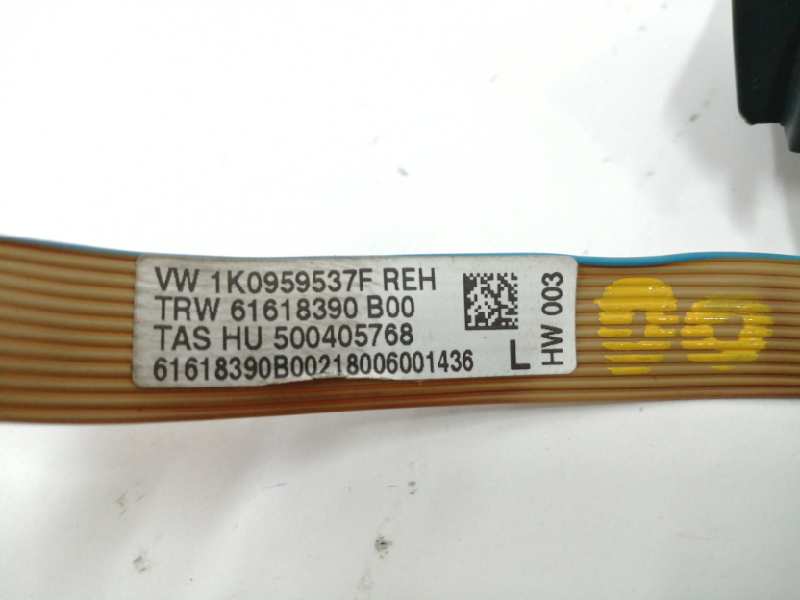 VW 1K0959537F REH
TRW 61618390 B00
TAS HU 500405768
61618390B00218006001436
L
HW 003